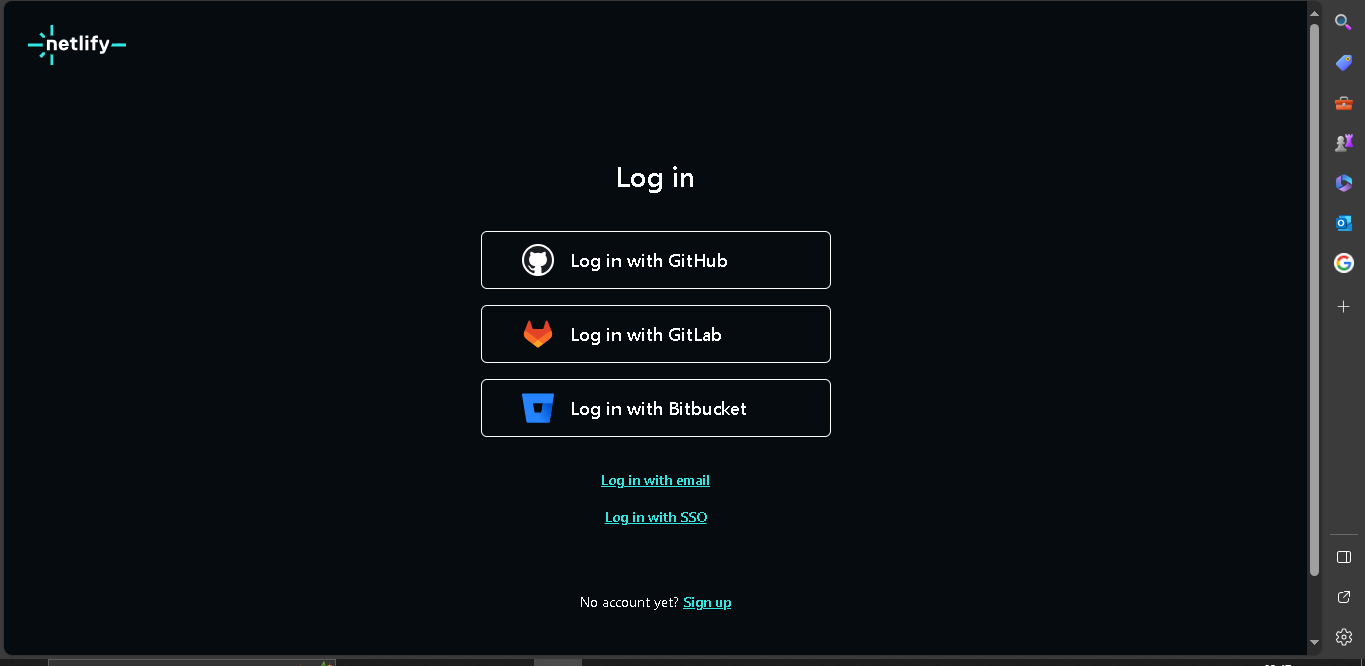 netlify
Log in
Log in with GitHub
Log in with GitLab
Log in with Bitbucket
Log in with email
Log in with SSO
No account yet? Sign up